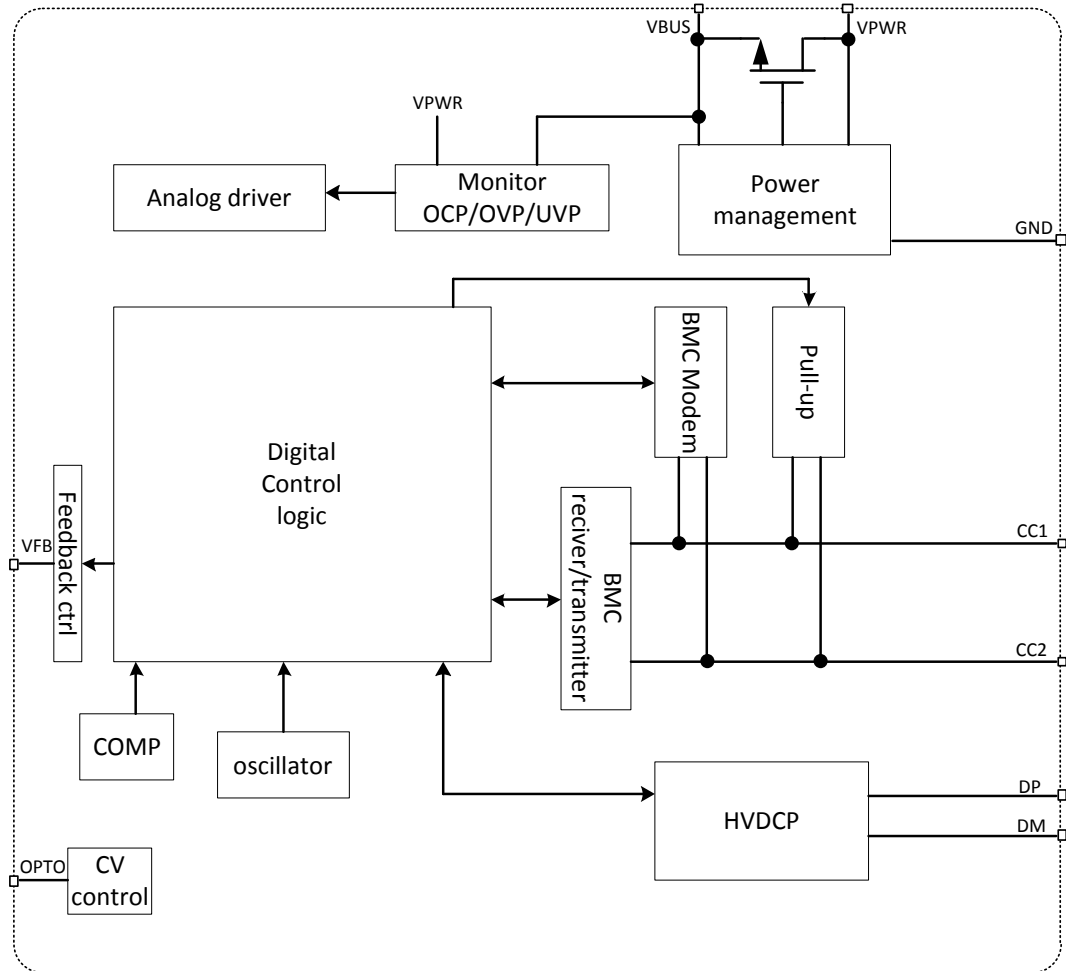 VBUS
VPWR
VPWR
Analog driver
Monitor
OCP/OVP/UVP
Power
management
GND
BMC Modem
Pull-up
Digital
Control
logic
Feedback ctrl
VFB
BMC
reciver/transmitter
CC1
CC2
COMP
oscillator
HVDCP
DP
DM
OPTO
CV
control